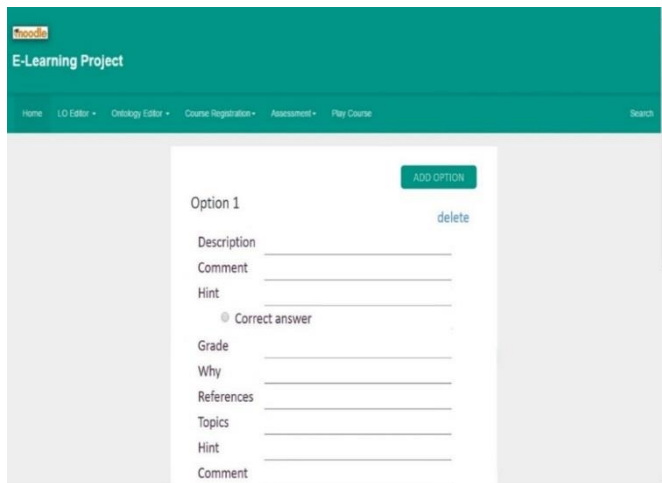 moodle
E-Learning Project
Home LO Editor Ontology Editor Course Registration Assessment Play Course Search
ADD OPTION
Option 1
delete
Description
Comment
Hint
Correct answer
Grade
Why
References
Topics
Hint
Comment